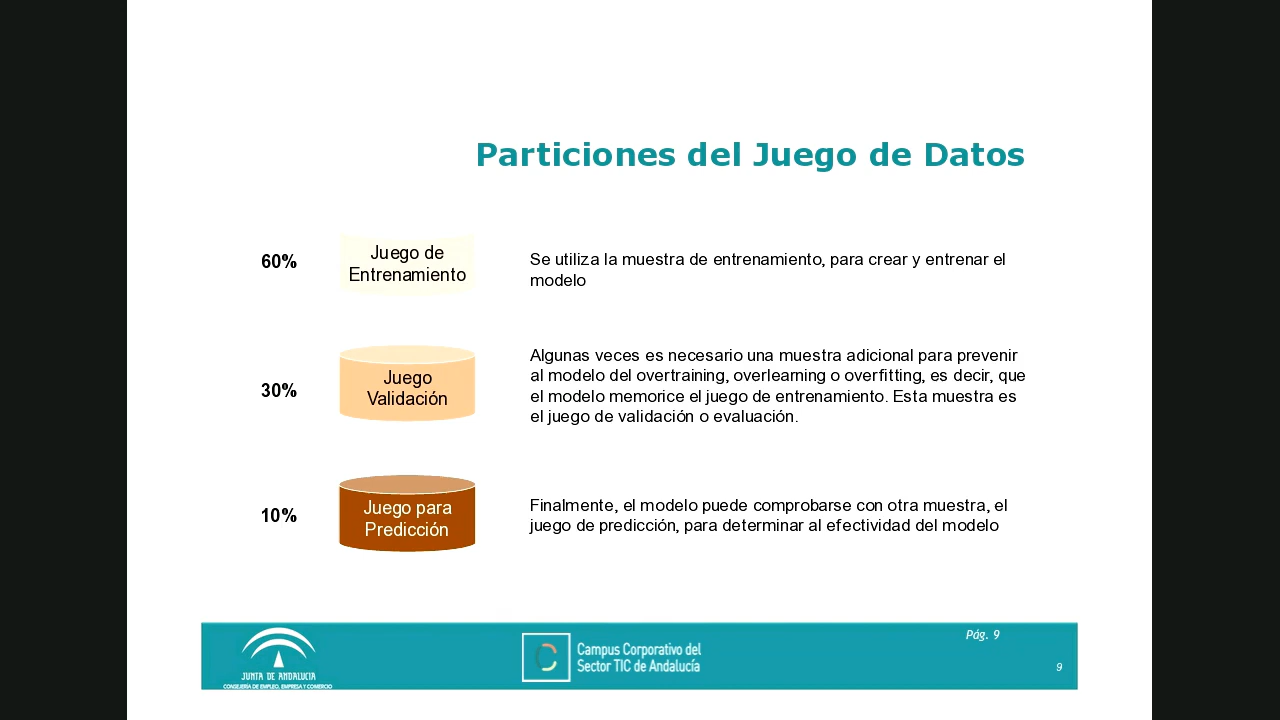 Particiones del Juego de Datos
60%
Juego de
Entrenamiento
Se utiliza la muestra de entrenamiento, para crear y entrenar el
modelo
30%
Juego
Validación
Algunas veces es necesario una muestra adicional para prevenir
al modelo del overtraining, overlearning o overfitting, es decir, que
el modelo memorice el juego de entrenamiento. Esta muestra es
el juego de validación o evaluación.
10%
Juego para
Predicción
Finalmente, el modelo puede comprobarse con otra muestra, el
juego de predicción, para determinar al efectividad del modelo
JUNTA DE ANDALUCIA
CONSEJERÍA DE EMPLEO, EMPRESA Y COMERCIO
Campus Corporativo del
Sector TIC de Andalucía
Pág. 9
9